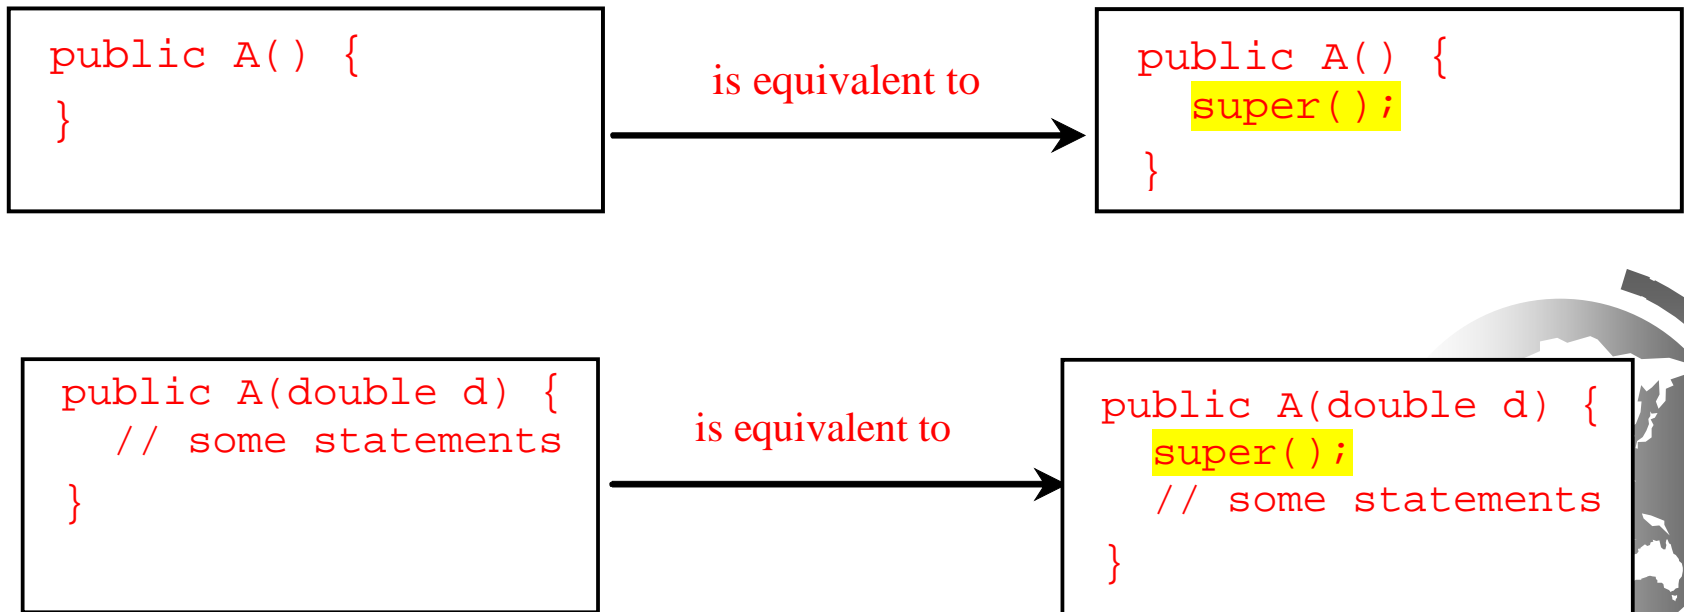 public A() {
}
is equivalent to
public A() {
super();
}
public A(double d) {
// some statements
}
is equivalent to
public A(double d) {
super();
// some statements
}